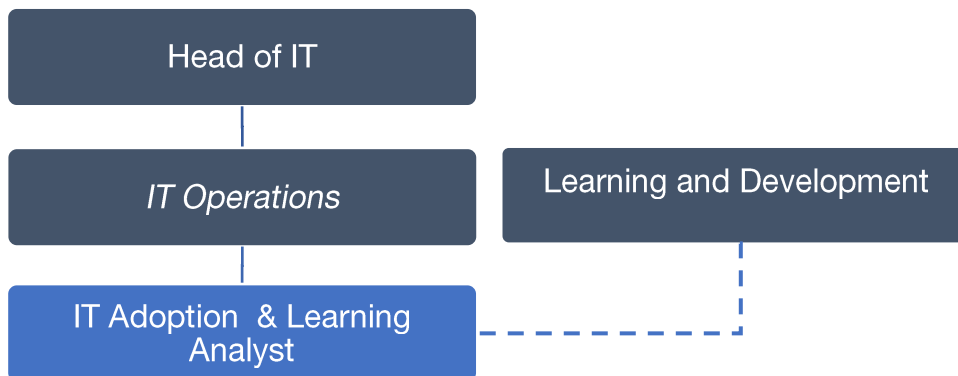 Head of IT
IT Operations
Learning and Development
IT Adoption  & Learning
Analyst